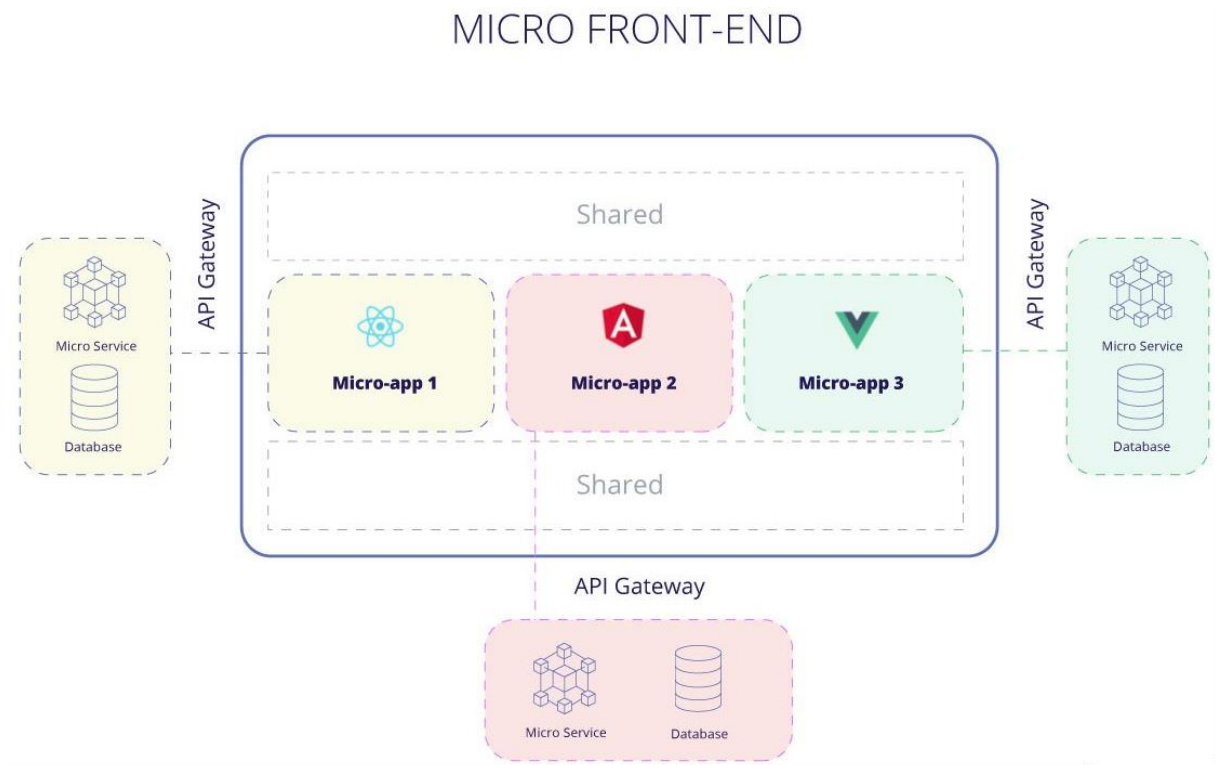 MICRO FRONT-END
Shared
API Gateway
API Gateway
Micro Service
Database
Micro-app 1
Micro-app 2
Micro-app 3
Micro Service
Database
Shared
API Gateway
Micro Service
Database